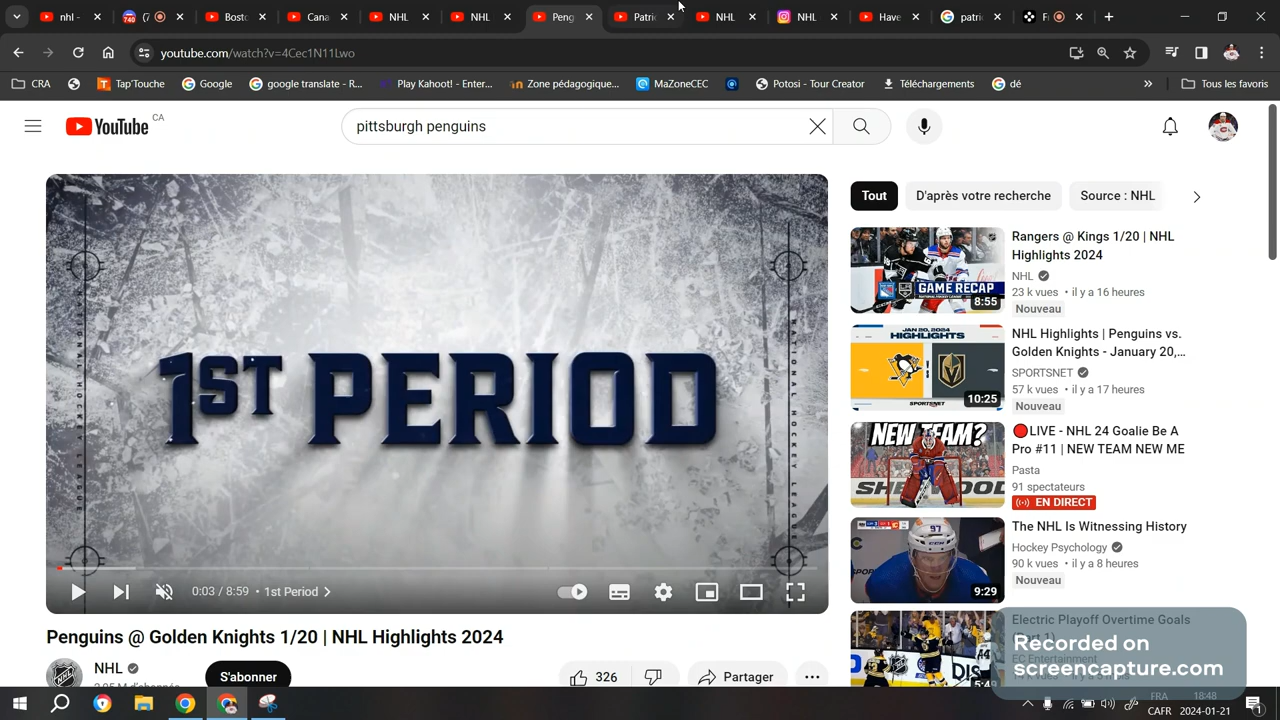 nhl -
740
Bosto
Cana
NHL
NHL
Peng
Patric
NHL
NHL
Have
patric
F
youtube.com/watch?v=4Cec1N11Lwo
CRA
Tap'Touche
Google
google translate - R...
Play Kahoot! - Enter...
Zone pédagogique...
MaZoneCEC
Potosi - Tour Creator
Téléchargements
dé
»
Tous les favoris
YouTube CA
pittsburgh penguins
1ST PERIOD
NATIONAL HOCKEY LEAGUE
0:03 / 8:59 • 1st Period
Penguins @ Golden Knights 1/20 | NHL Highlights 2024
NHL
S'abonner
326
Partager
Tout
D'après votre recherche
Source : NHL
GAME RECAP
8:55
Rangers @ Kings 1/20 | NHL
Highlights 2024
NHL
23 k vues • il y a 16 heures
Nouveau
JAN 20, 2024
HIGHLIGHTS
SPORTSNET
10:25
NHL Highlights | Penguins vs.
Golden Knights - January 20,...
SPORTSNET
57 k vues • il y a 17 heures
Nouveau
NEW TEAM?
LIVE - NHL 24 Goalie Be A
Pro #11 | NEW TEAM NEW ME
Pasta
91 spectateurs
EN DIRECT
97
9:29
The NHL Is Witnessing History
Hockey Psychology
90 k vues • il y a 8 heures
Nouveau
5:49
Electric Playoff Overtime Goals
Recorded on
screencapture.com
FRA
CAFR
18:48
2024-01-21